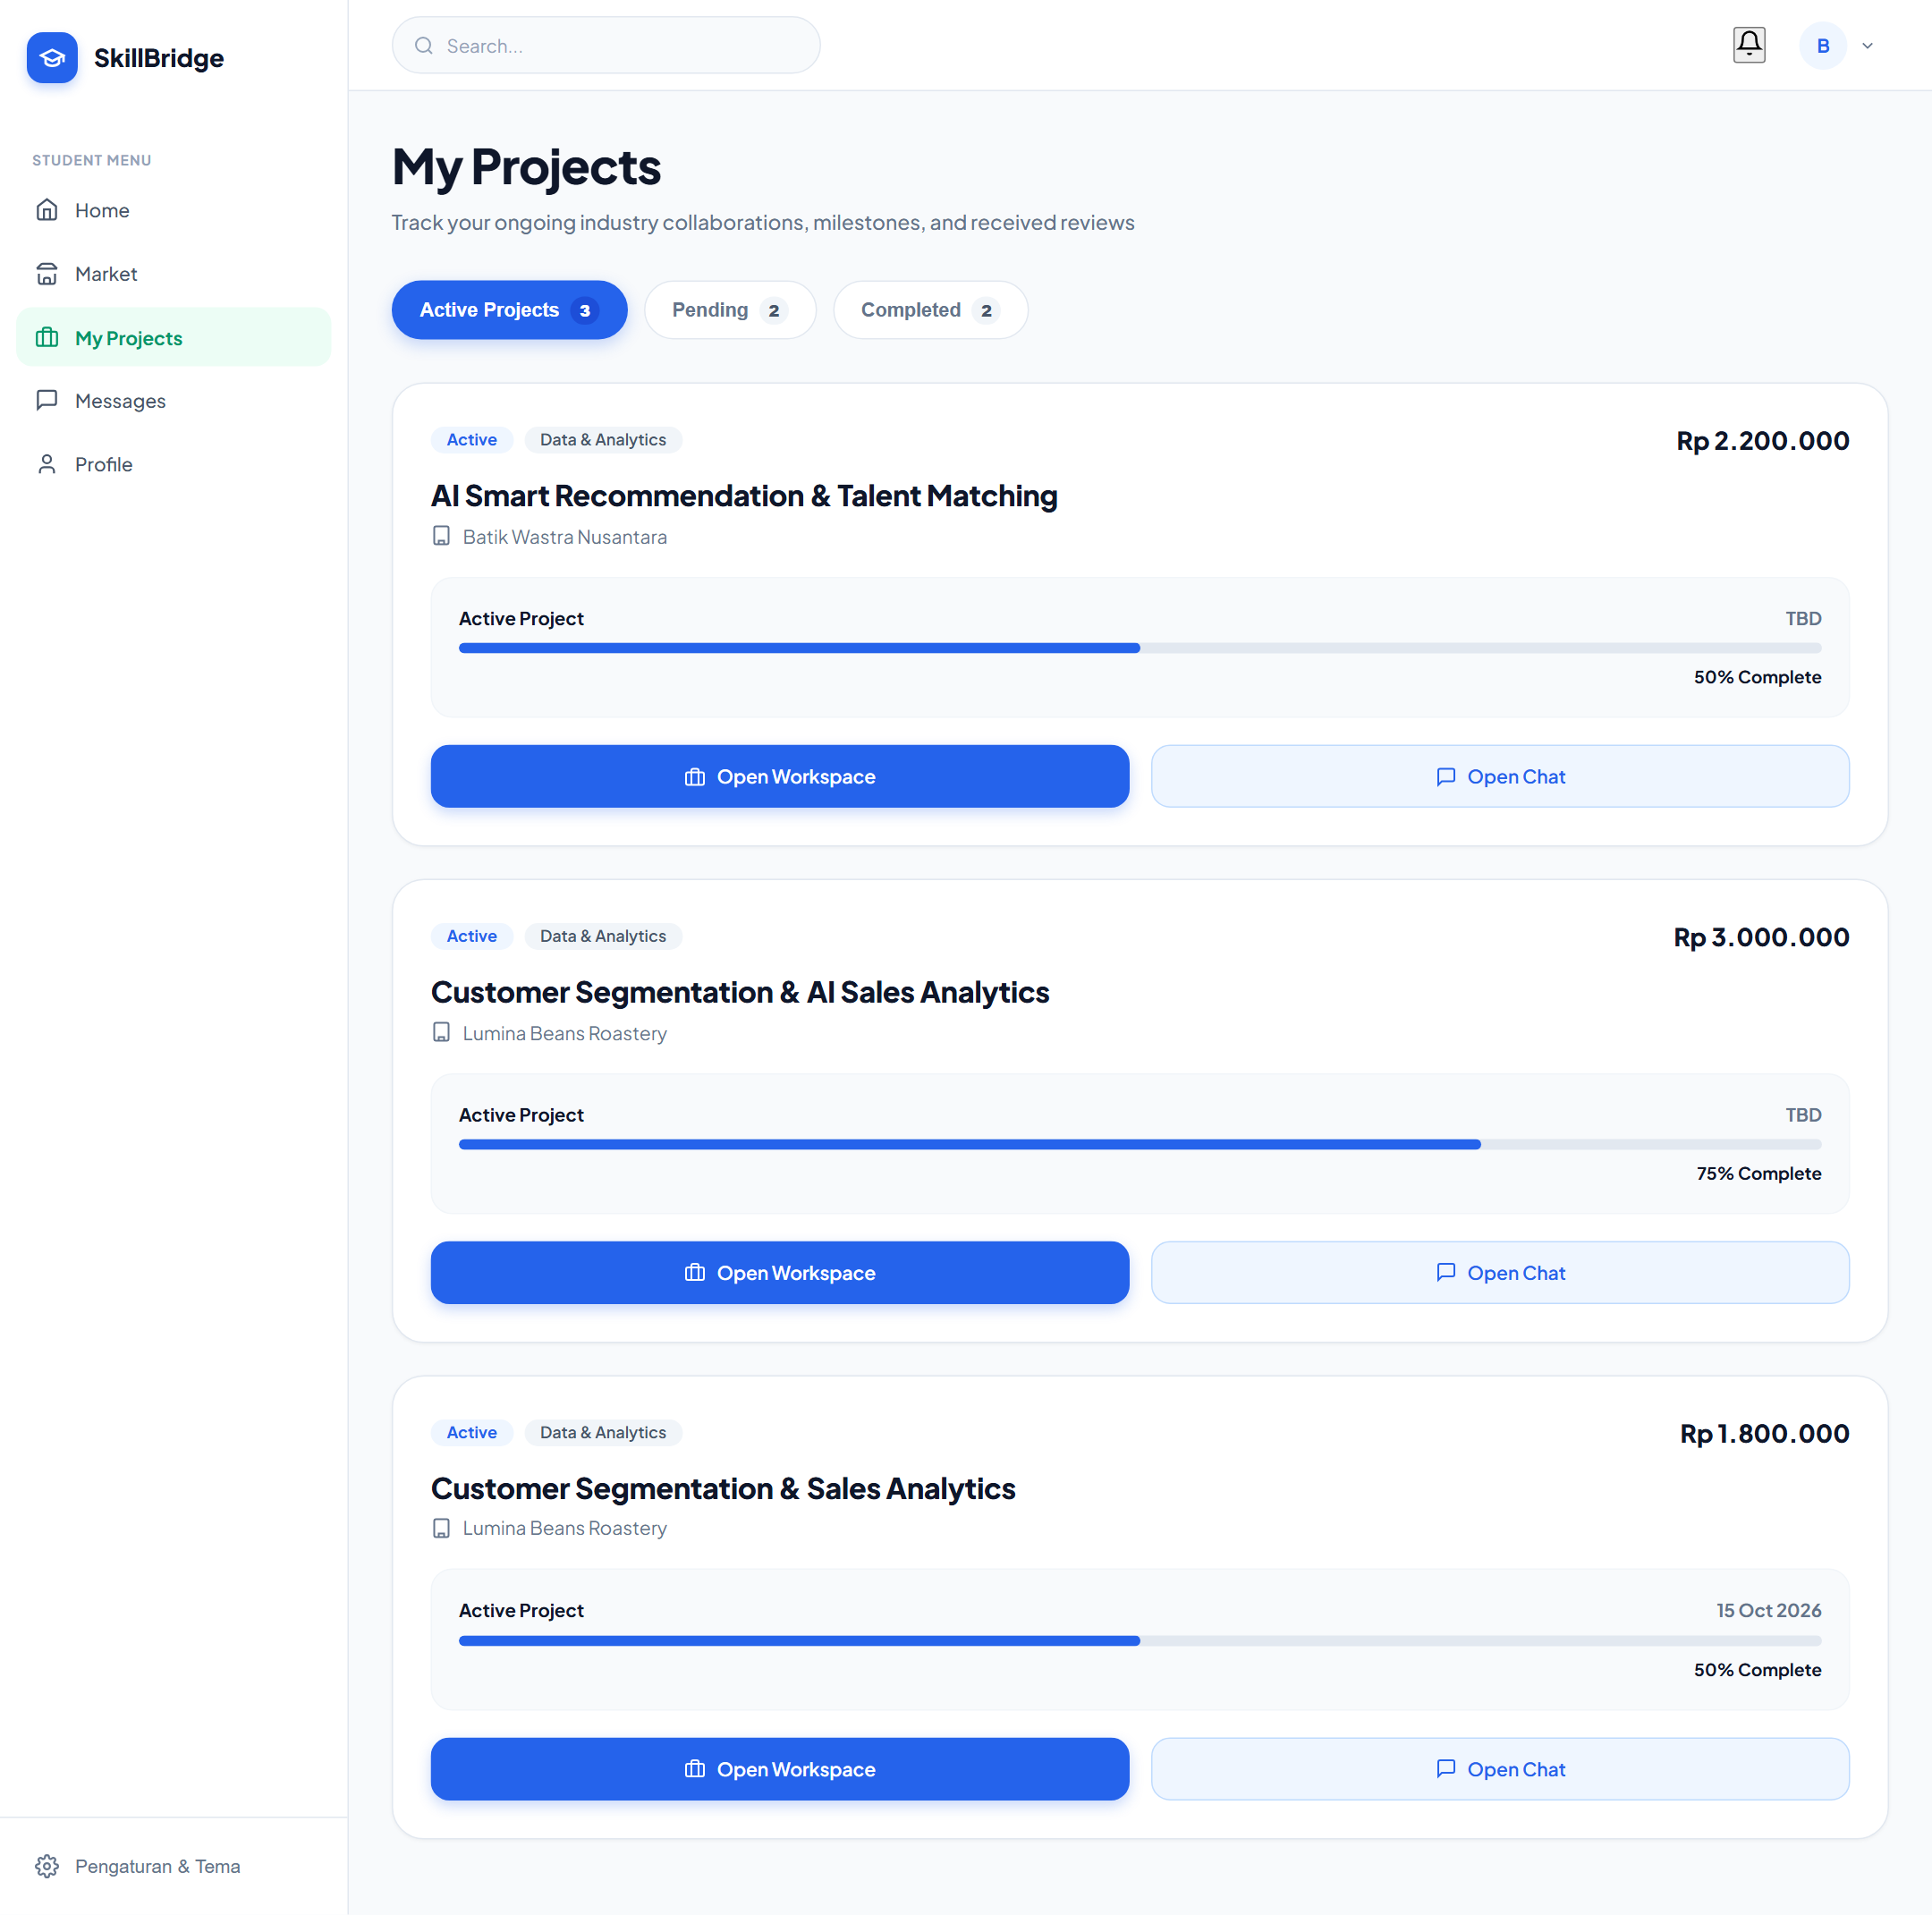 SkillBridge
STUDENT MENU
Home
Market
My Projects
Messages
Profile
Pengaturan & Tema
Search...
B
My Projects
Track your ongoing industry collaborations, milestones, and received reviews
Active Projects 3
Pending 2
Completed 2
Active Data & Analytics Rp 2.200.000
AI Smart Recommendation & Talent Matching
Batik Wastra Nusantara
Active Project TBD
50% Complete
Open Workspace Open Chat
Active Data & Analytics Rp 3.000.000
Customer Segmentation & AI Sales Analytics
Lumina Beans Roastery
Active Project TBD
75% Complete
Open Workspace Open Chat
Active Data & Analytics Rp 1.800.000
Customer Segmentation & Sales Analytics
Lumina Beans Roastery
Active Project 15 Oct 2026
50% Complete
Open Workspace Open Chat